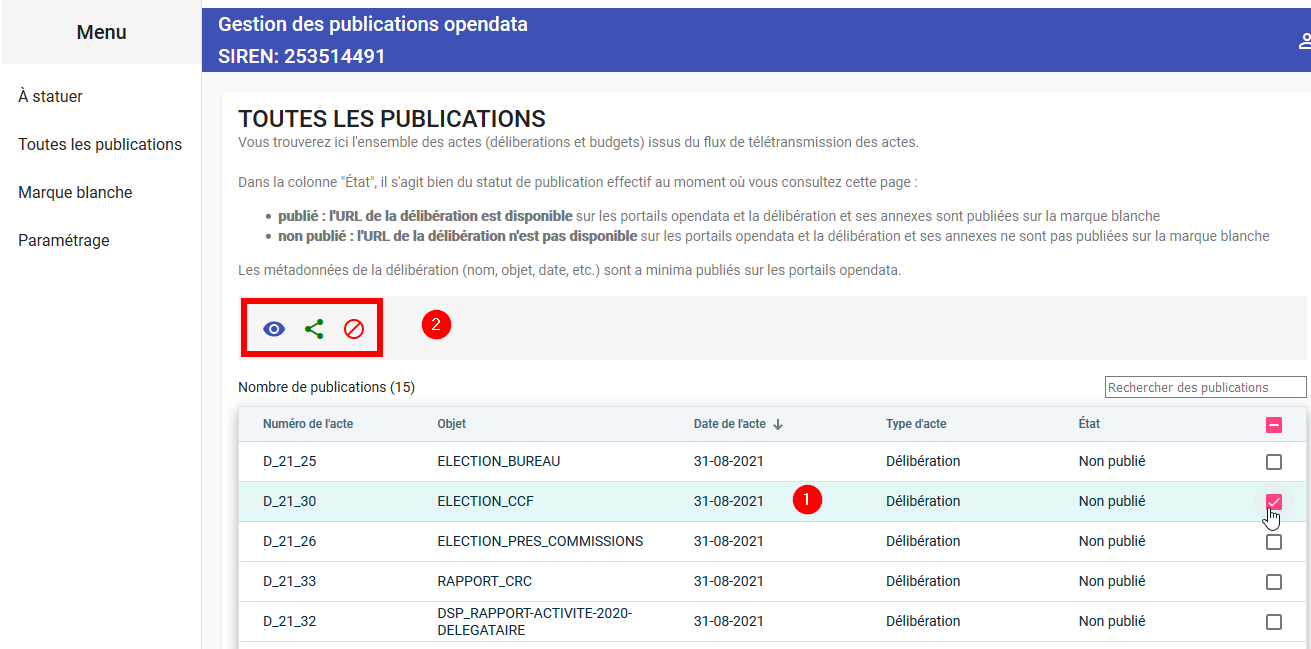 Menu
À statuer
Toutes les publications
Marque blanche
Paramétrage
Gestion des publications opendata
SIREN: 253514491
TOUTES LES PUBLICATIONS
Vous trouverez ici l'ensemble des actes (déliberations et budgets) issus du flux de télétransmission des actes.
Dans la colonne "État", il s'agit bien du statut de publication effectif au moment où vous consultez cette page :
• publié : l'URL de la délibération est disponible sur les portails opendata et la délibération et ses annexes sont publiées sur la marque blanche
• non publié : l'URL de la délibération n'est pas disponible sur les portails opendata et la délibération et ses annexes ne sont pas publiées sur la marque blanche
Les métadonnées de la délibération (nom, objet, date, etc.) sont a minima publiés sur les portails opendata.
2
Nombre de publications (15)
Rechercher des publications
Numéro de l'acte Objet Date de l'acte Type d'acte État
D_21_25 ELECTION_BUREAU 31-08-2021 Délibération Non publié
D_21_30 ELECTION_CCF 31-08-2021 1 Délibération Non publié
D_21_26 ELECTION_PRES_COMMISSIONS 31-08-2021 Délibération Non publié
D_21_33 RAPPORT_CRC 31-08-2021 Délibération Non publié
D_21_32 DSP_RAPPORT-ACTIVITE-2020- 31-08-2021 Délibération Non publié
DELEGATAIRE